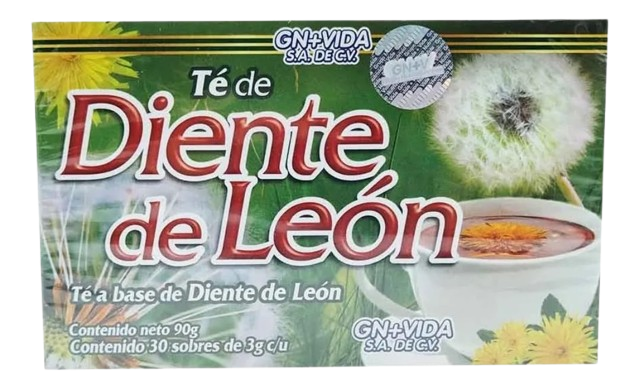 GN+VIDA
S.A. DE C.V.
GN+V
Té de
Diente
de León
Té a base de Diente de León
Contenido neto 90g
Contenido 30 sobres de 3g c/u
GN+VIDA
S.A. DE C.V.